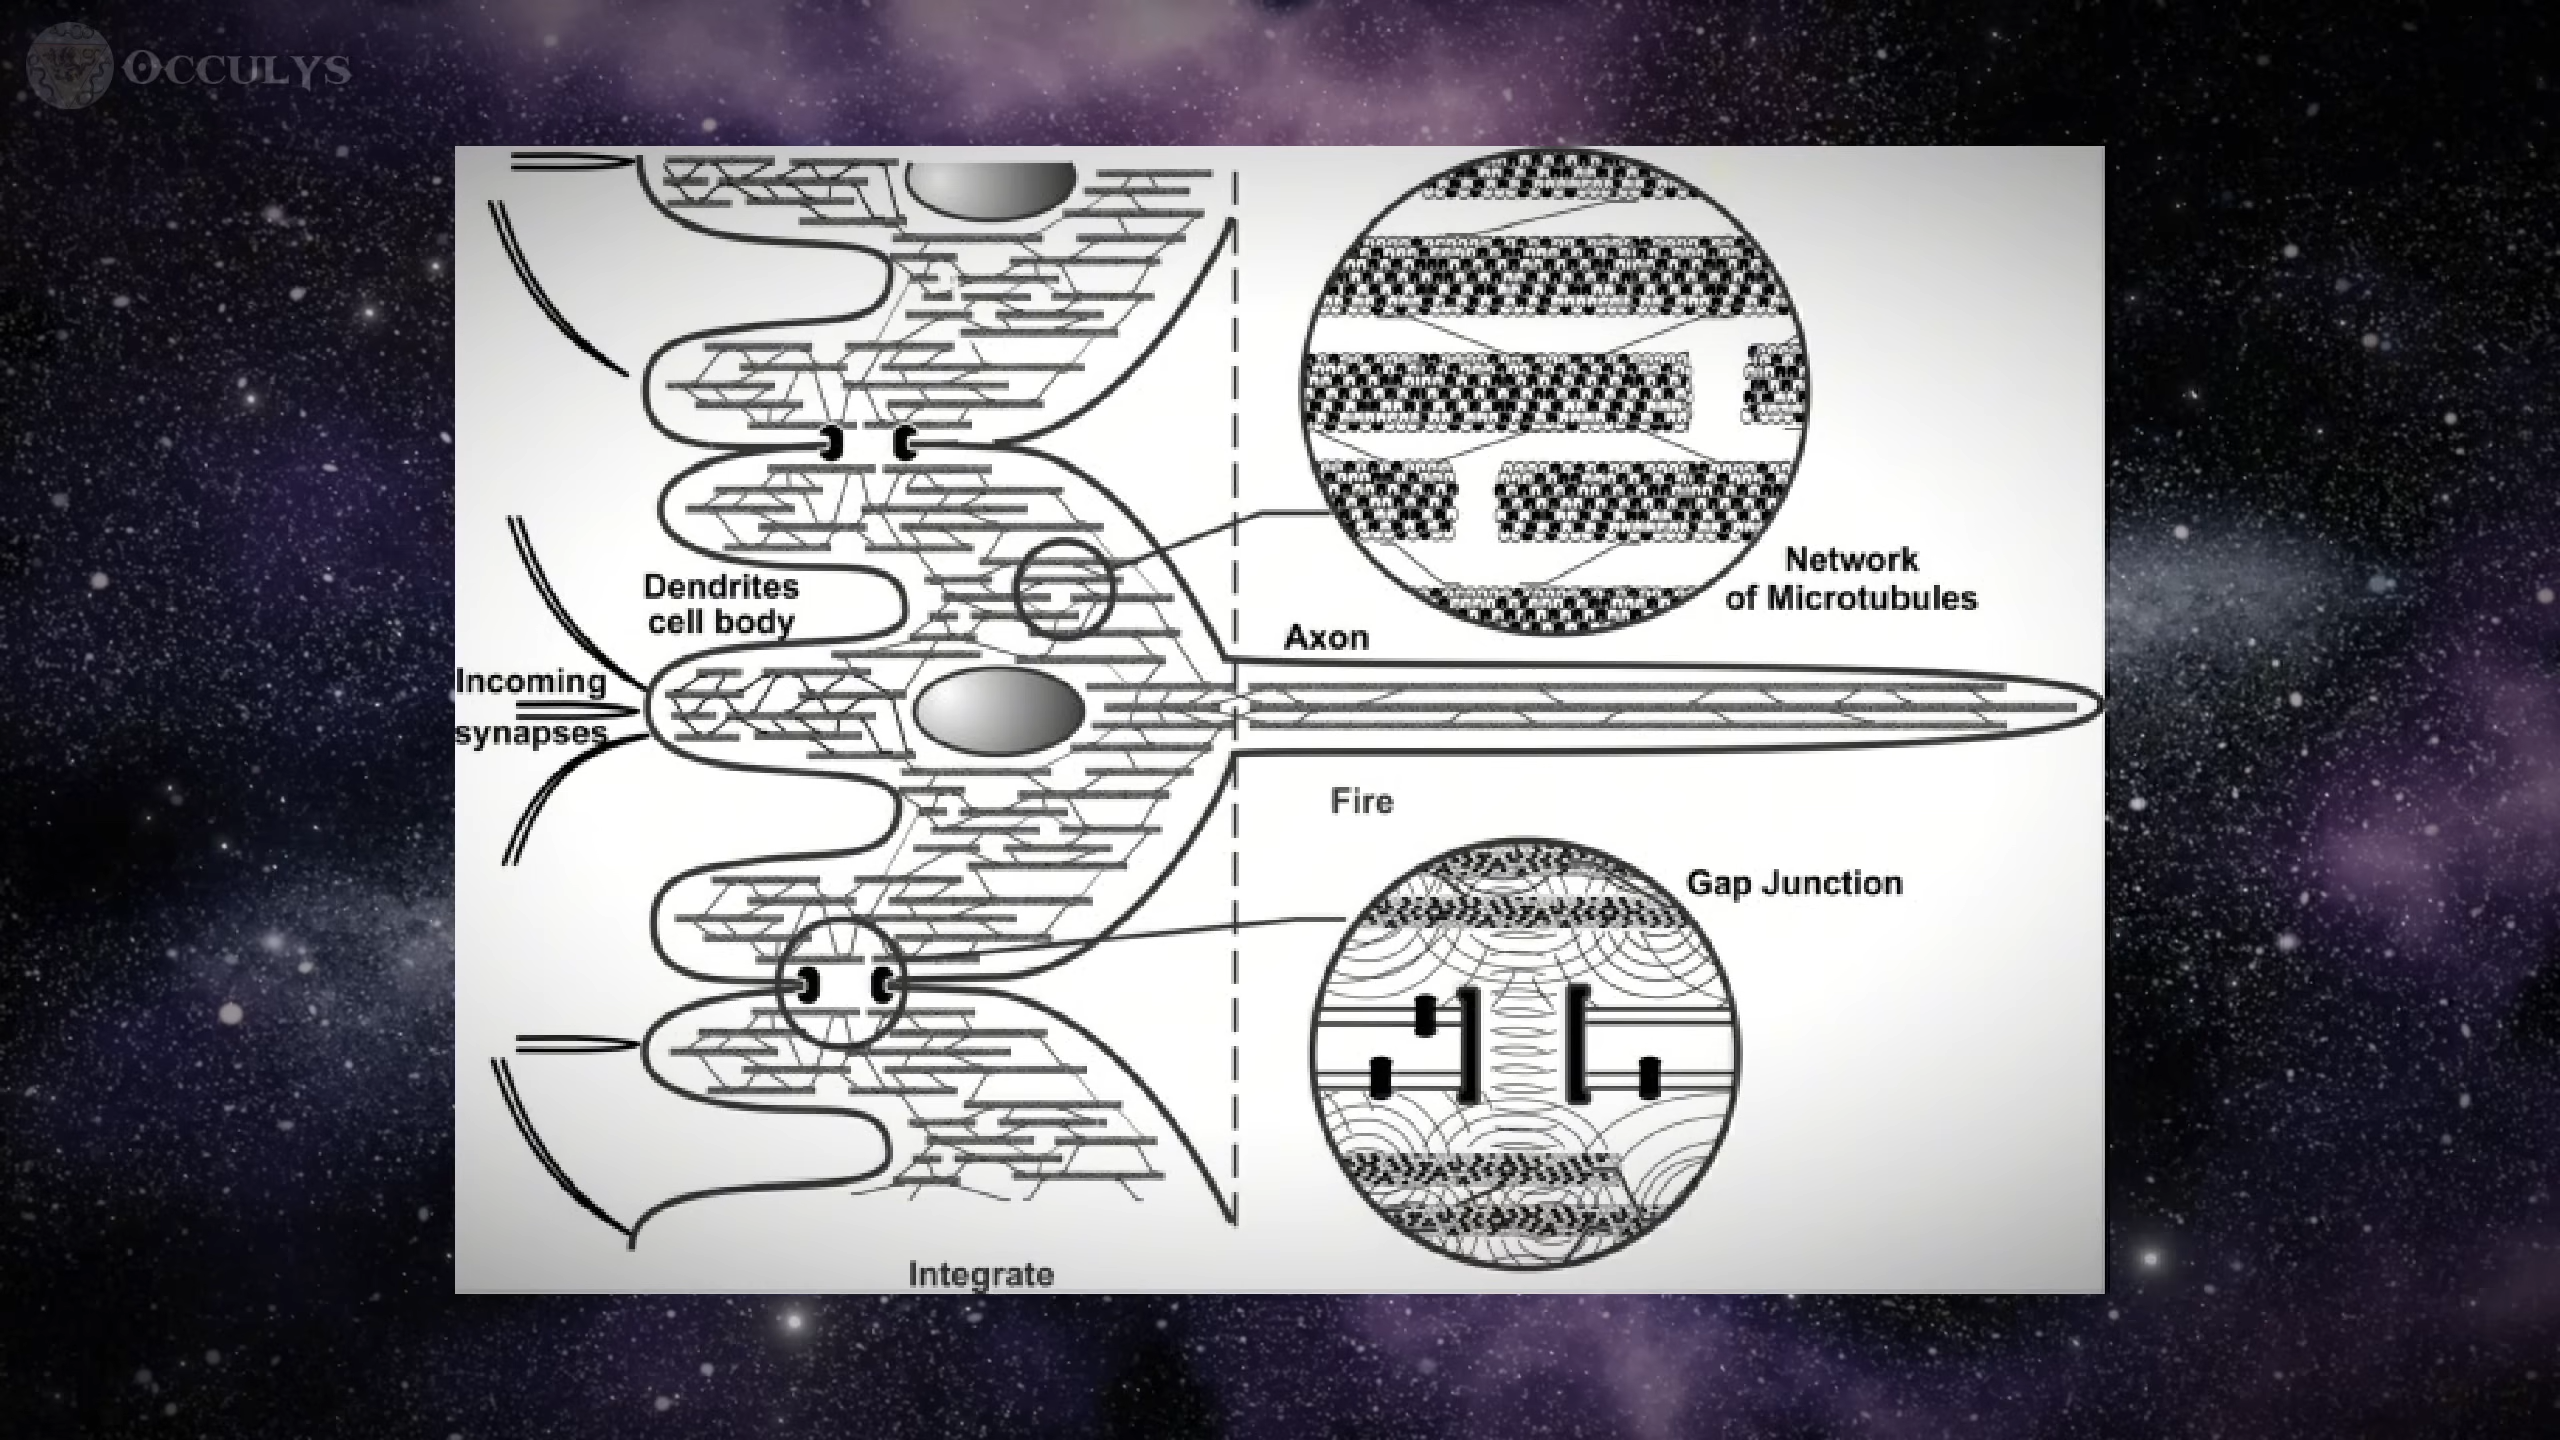 OCCULYS
Network
of Microtubules
Dendrites
cell body
Axon
Incoming
synapses
Fire
Gap Junction
Integrate